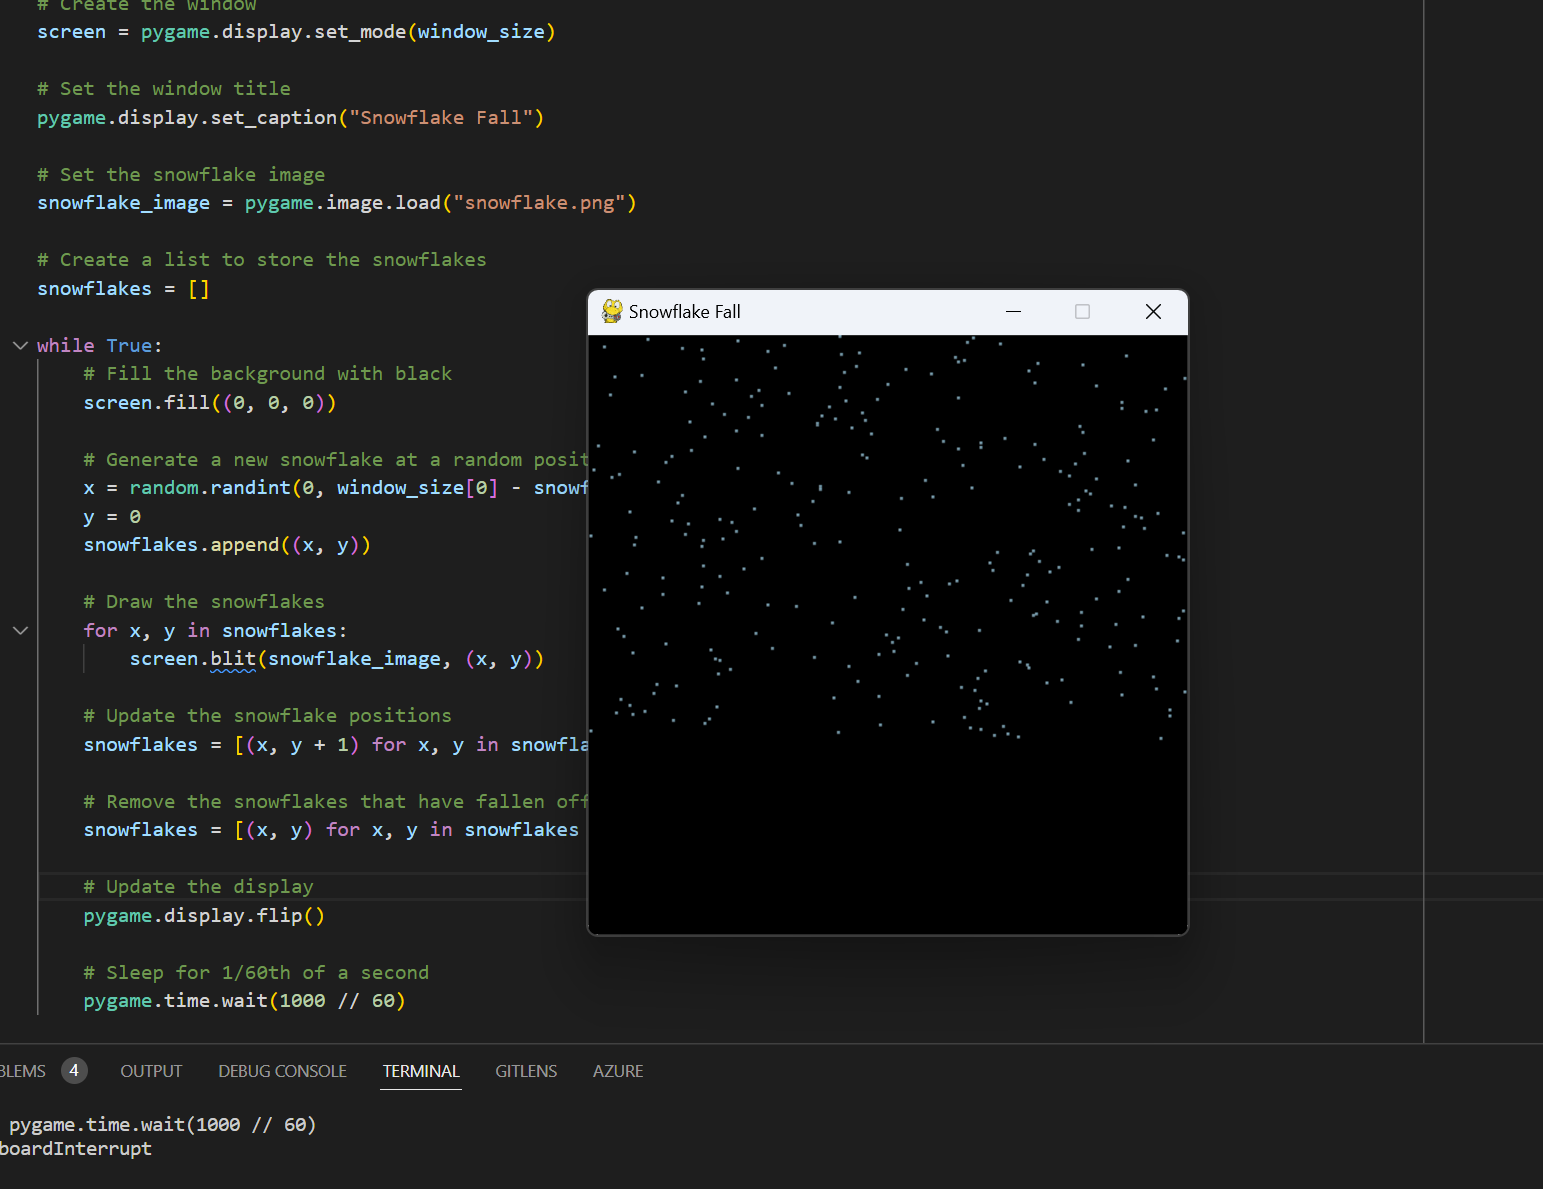 # Create the window
screen = pygame.display.set_mode(window_size)
# Set the window title
pygame.display.set_caption("Snowflake Fall")
# Set the snowflake image
snowflake_image = pygame.image.load("snowflake.png")
# Create a list to store the snowflakes
snowflakes = []
while True:
# Fill the background with black
screen.fill((0, 0, 0))
# Generate a new snowflake at a random posit
x = random.randint(0, window_size[0] - snowf
y = 0
snowflakes.append((x, y))
# Draw the snowflakes
for x, y in snowflakes:
screen.blit(snowflake_image, (x, y))
# Update the snowflake positions
snowflakes = [(x, y + 1) for x, y in snowfla
# Remove the snowflakes that have fallen off
snowflakes = [(x, y) for x, y in snowflakes
# Update the display
pygame.display.flip()
# Sleep for 1/60th of a second
pygame.time.wait(1000 // 60)
Snowflake Fall
BLEMS 4 OUTPUT DEBUG CONSOLE TERMINAL GITLENS AZURE
pygame.time.wait(1000 // 60)
boardInterrupt